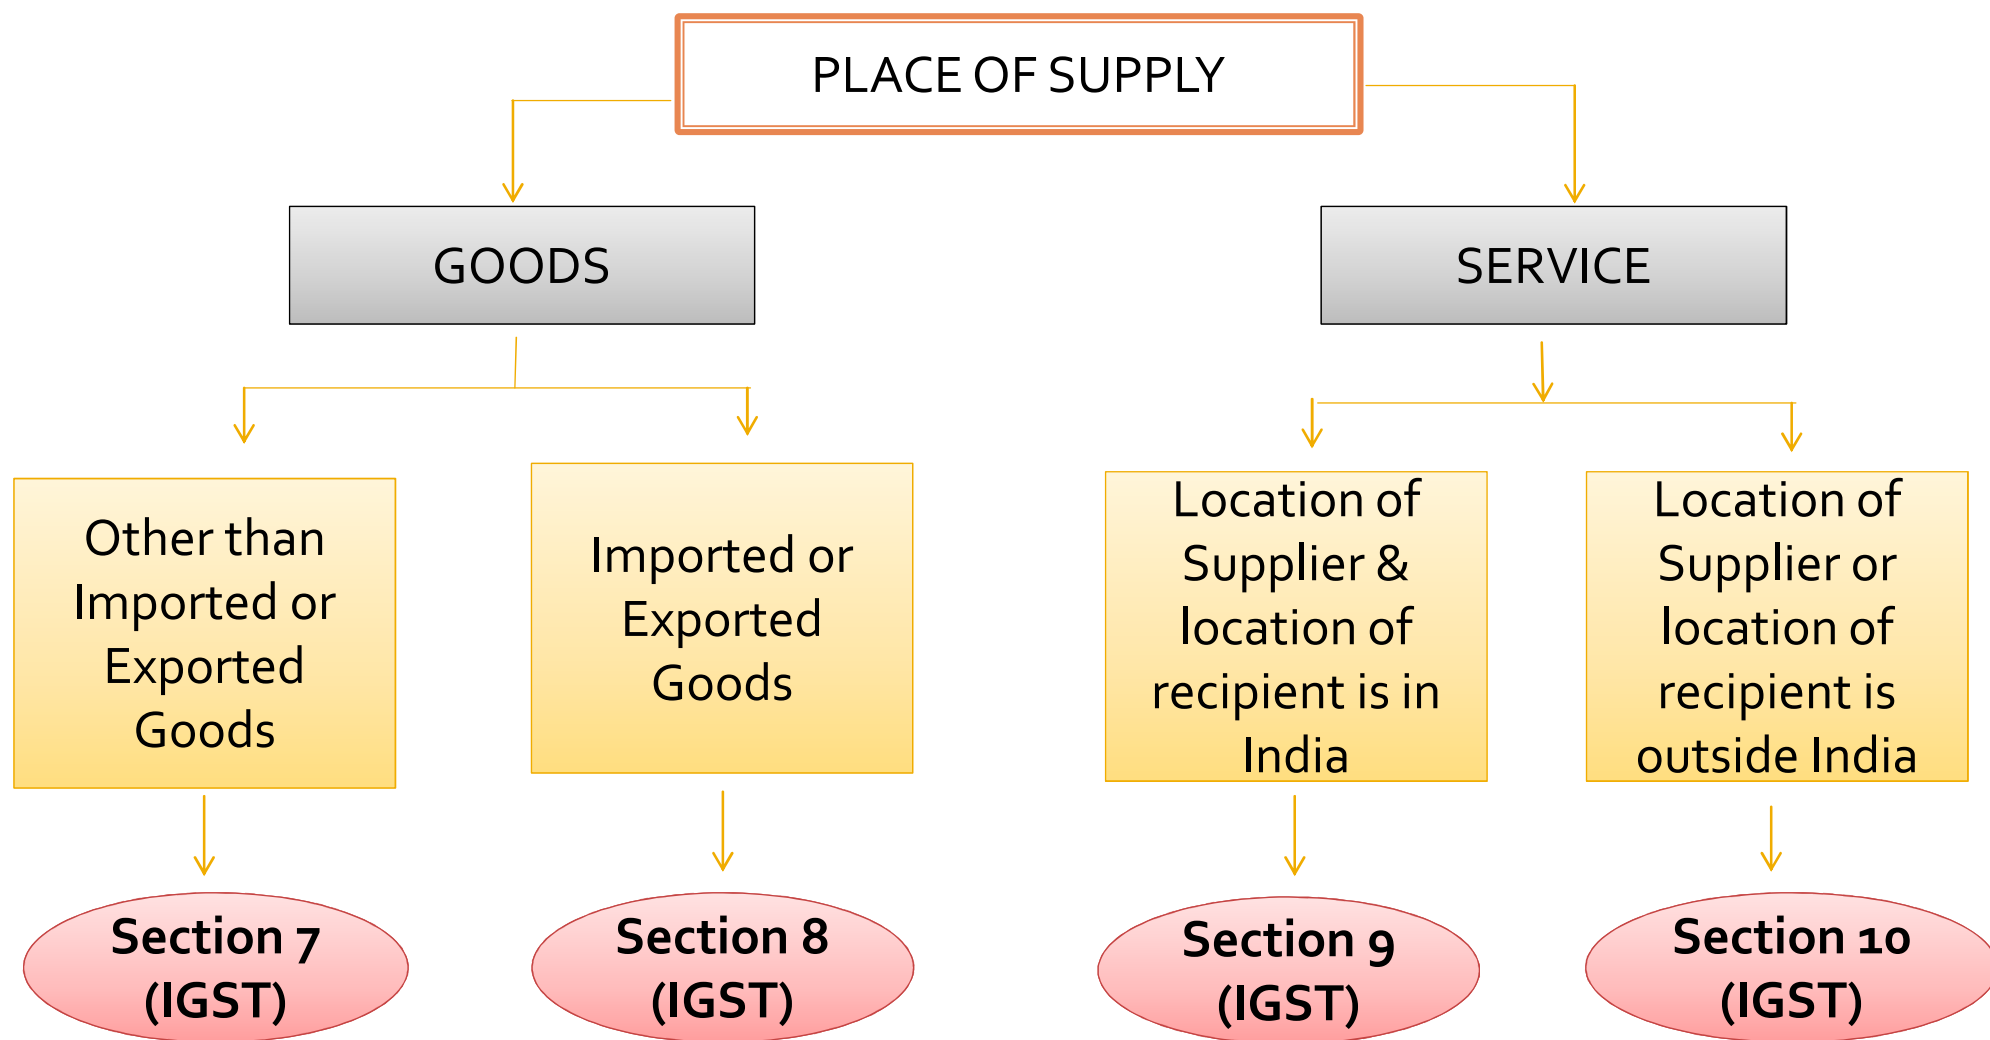 PLACE OF SUPPLY
GOODS
SERVICE
Other than
Imported or
Exported
Goods
Imported or
Exported
Goods
Location of
Supplier &
location of
recipient is in
India
Location of
Supplier or
location of
recipient is
outside India
Section 7
(IGST)
Section 8
(IGST)
Section 9
(IGST)
Section 10
(IGST)